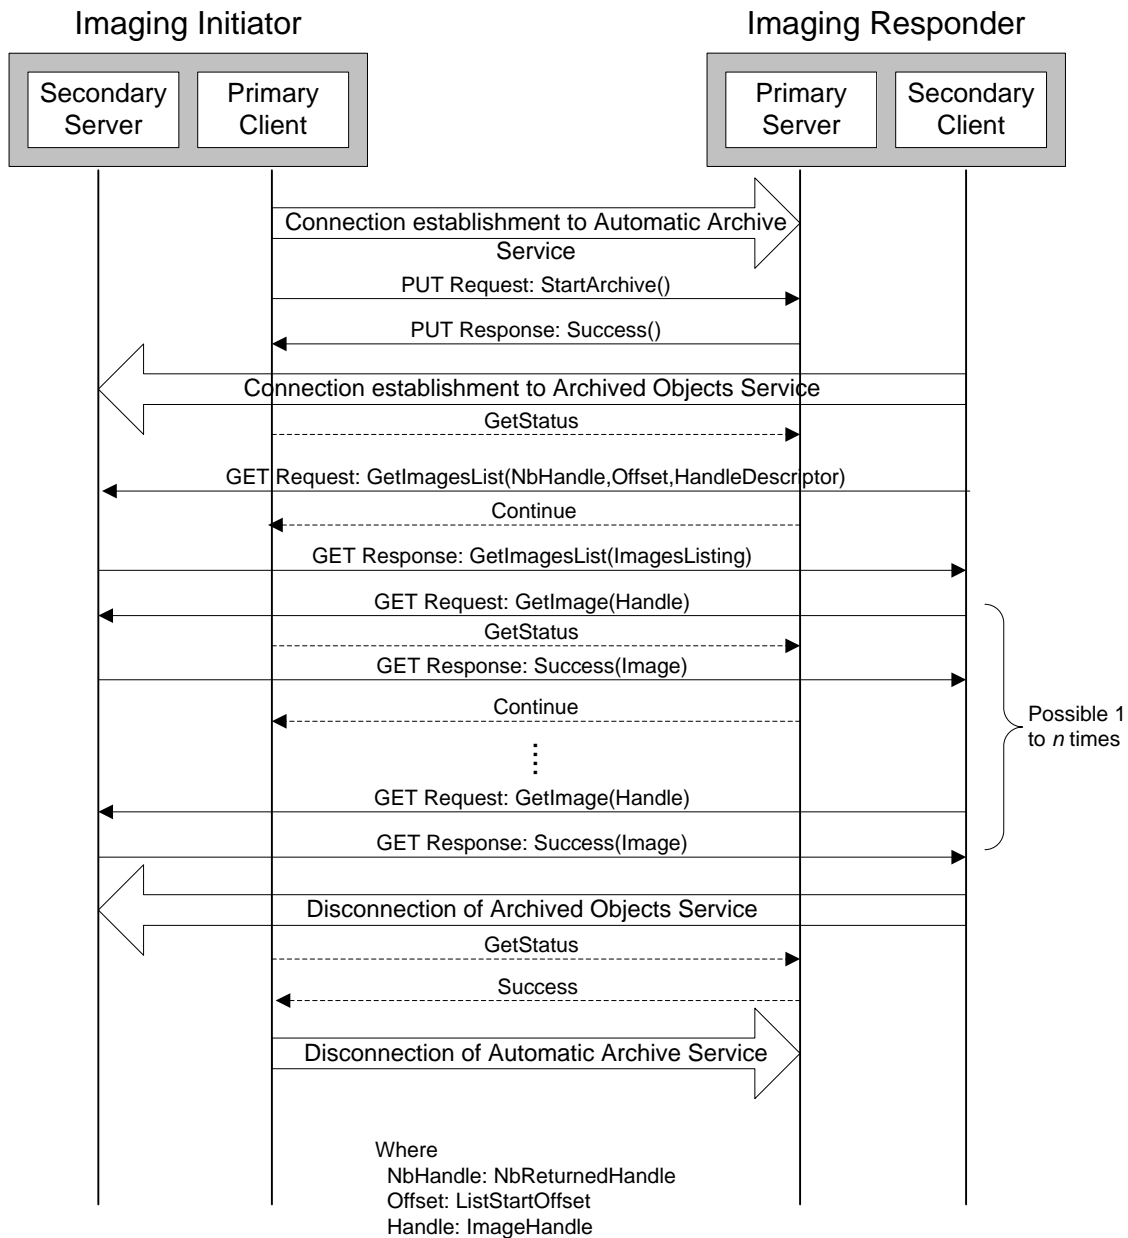 Imaging Initiator
Imaging Responder
Secondary
Server
Primary
Client
Primary
Server
Secondary
Client
Connection establishment to Automatic Archive
Service
PUT Request: StartArchive()
PUT Response: Success()
Connection establishment to Archived Objects Service
GetStatus
GET Request: GetImagesList(NbHandle,Offset,HandleDescriptor)
Continue
GET Response: GetImagesList(ImagesListing)
GET Request: GetImage(Handle)
GetStatus
GET Response: Success(Image)
Continue
Possible 1
to n times
GET Request: GetImage(Handle)
GET Response: Success(Image)
Disconnection of Archived Objects Service
GetStatus
Success
Disconnection of Automatic Archive Service
Where
NbHandle: NbReturnedHandle
Offset: ListStartOffset
Handle: ImageHandle